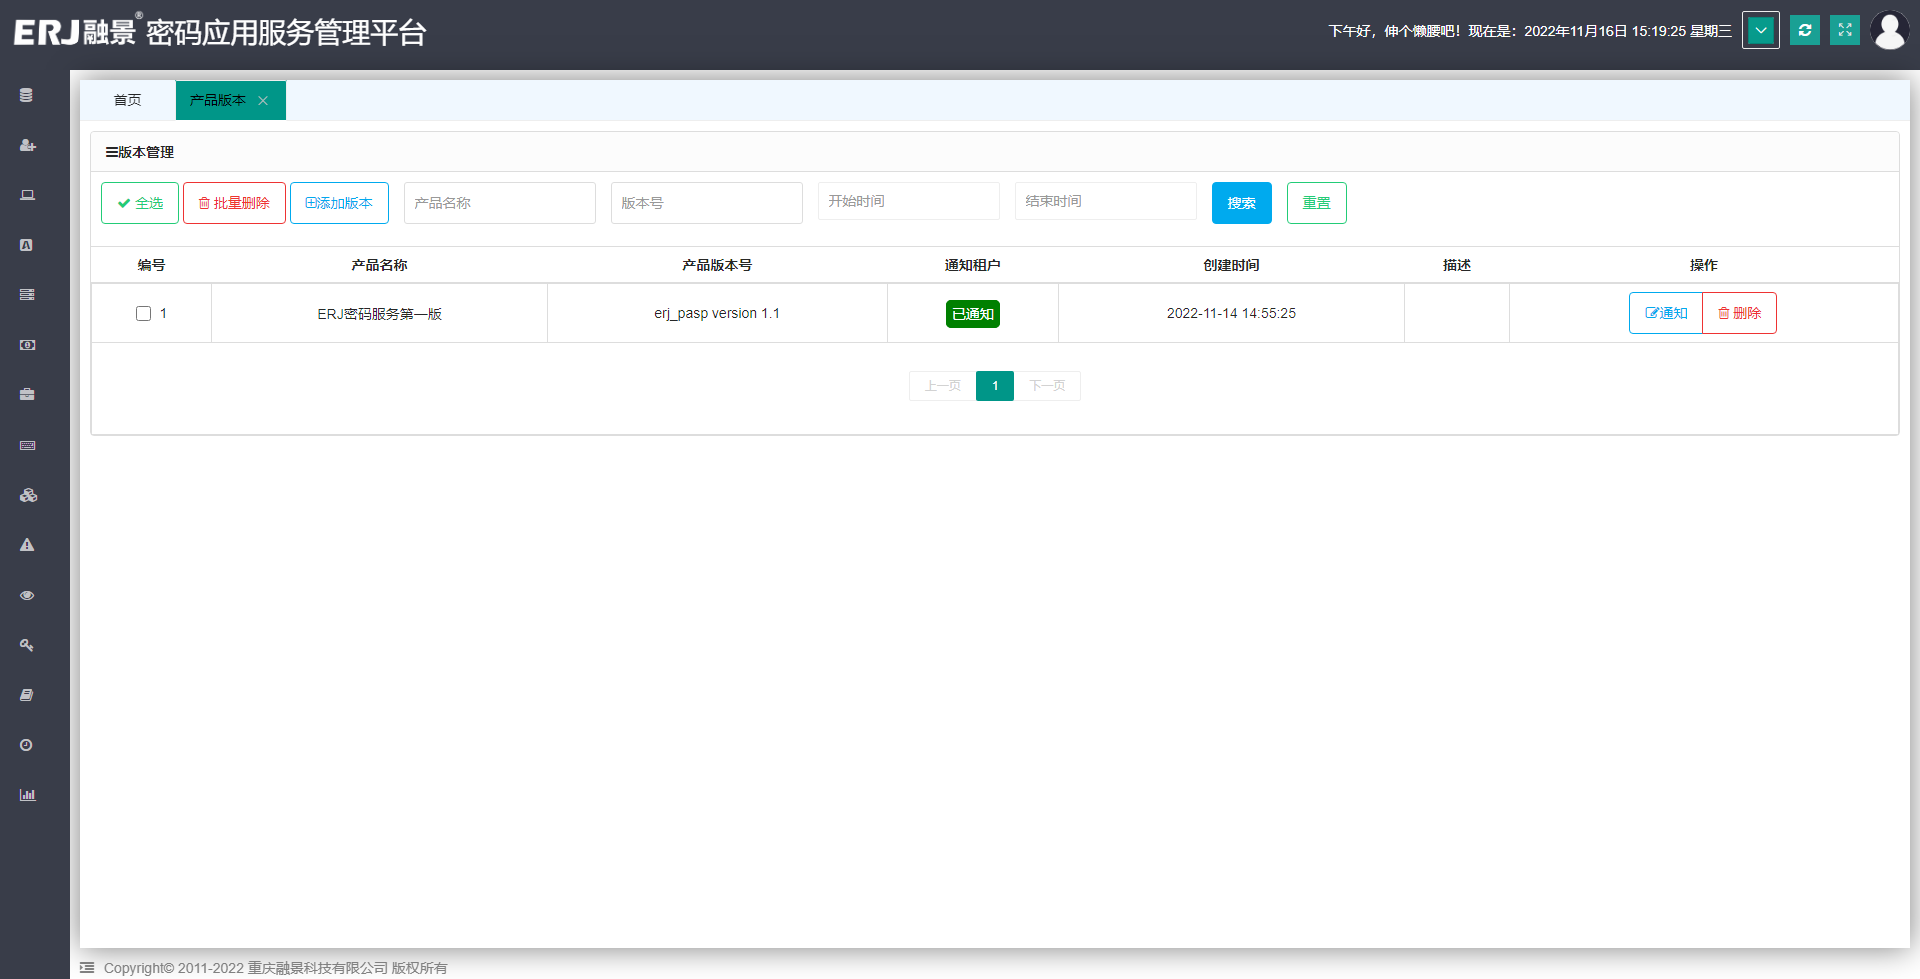 ERJ融景® 密码应用服务管理平台
下午好，伸个懒腰吧！现在是：2022年11月16日 15:19:25 星期三
首页 产品版本
版本管理
全选 批量删除 添加版本 产品名称 版本号 开始时间 结束时间 搜索 重置
编号 产品名称 产品版本号 通知租户 创建时间 描述 操作
1 ERJ密码服务第一版 erj_pasp version 1.1 已通知 2022-11-14 14:55:25 通知 删除
上一页 1 下一页
Copyright© 2011-2022 重庆融景科技有限公司 版权所有